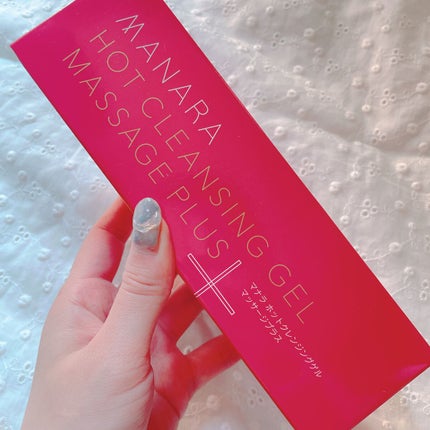 MANARA
HOT CLEANSING GEL
MASSAGE PLUS
マナラ ホットクレンジングゲル
マッサージプラス